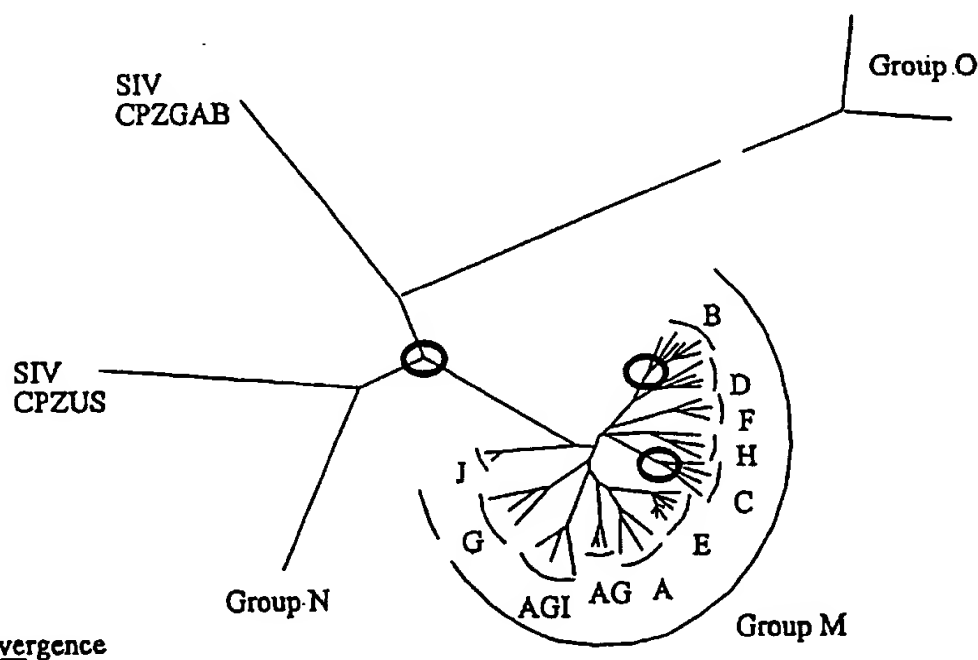 SIV
CPZGAB
Group O
SIV
CPZUS
B
D
F
H
C
E
A
AG
AGI
G
J
Group N
Group M
vergence